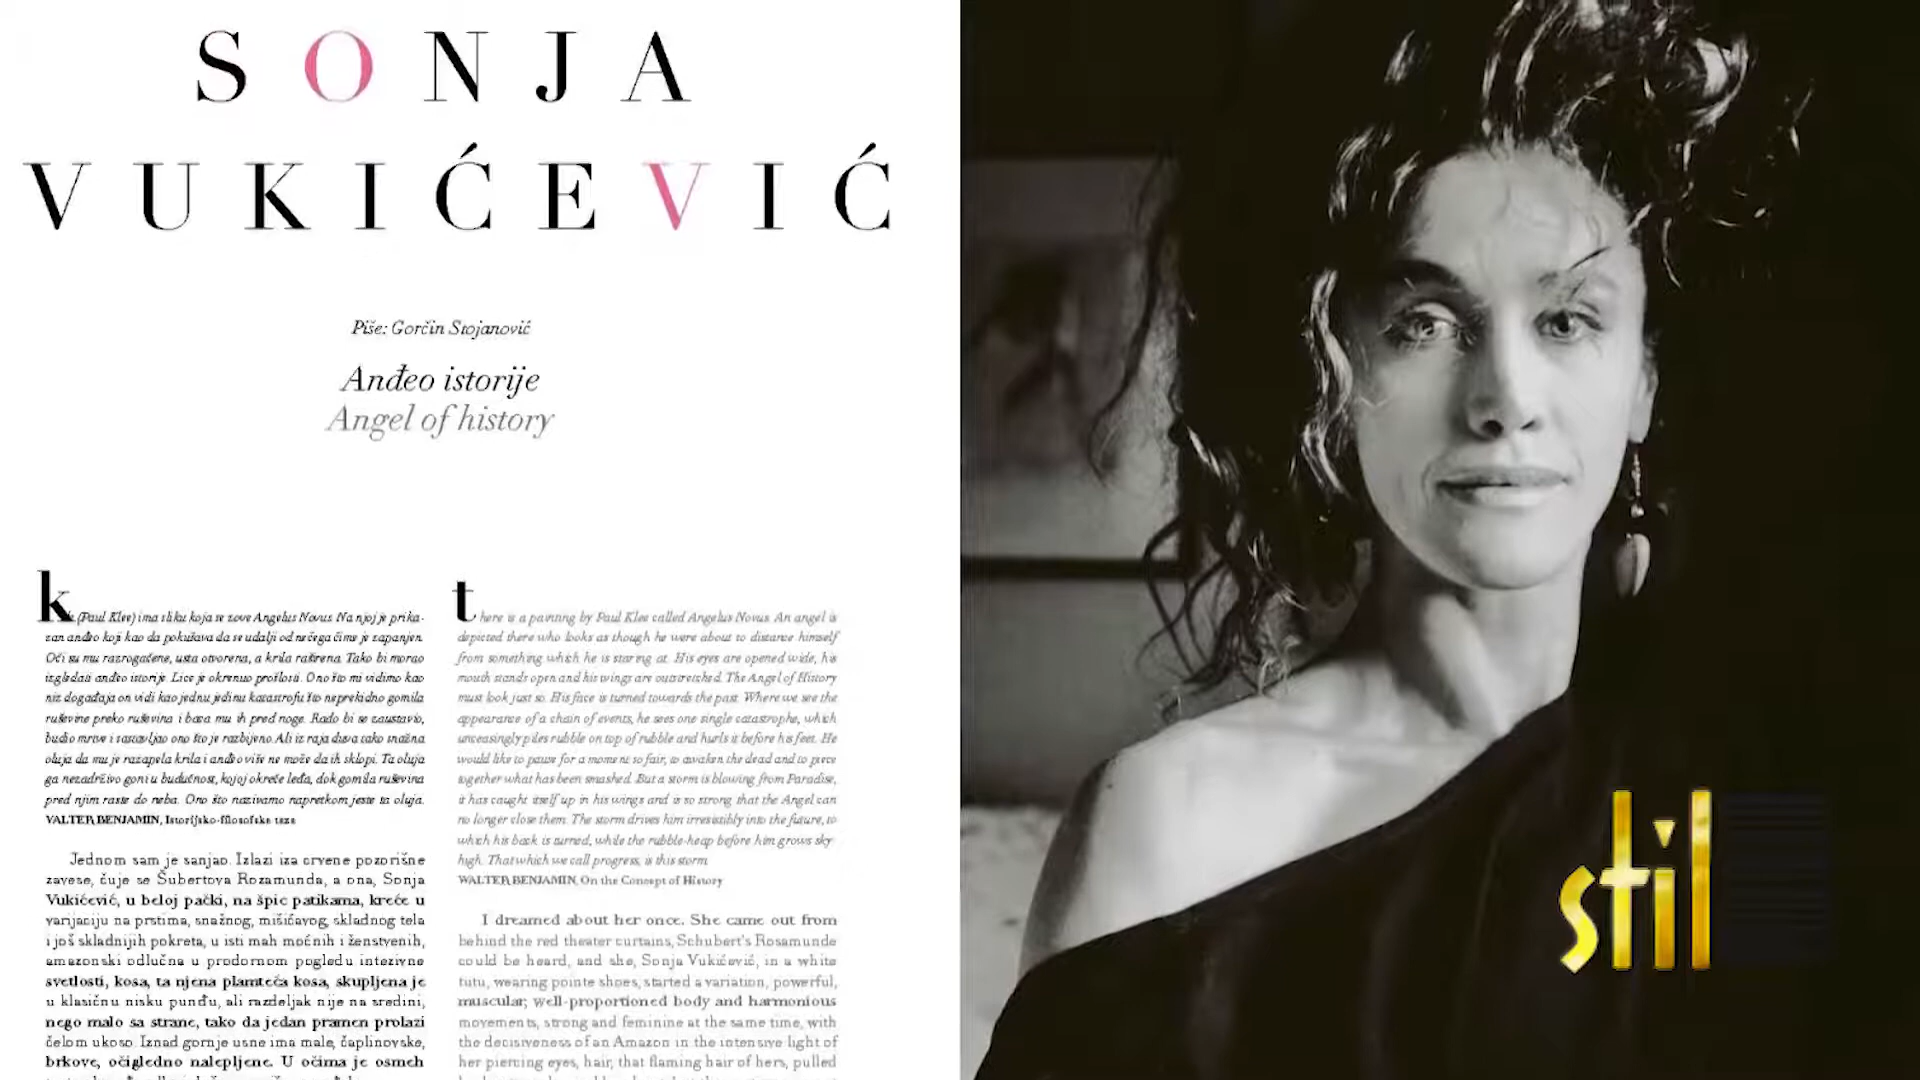 SONJA
VUKIĆEVIĆ
Piše: Gorčin Stojanović
Anđeo istorije
Angel of history
k (Paul Klee) ima sliku koja se zove Angelus Novus. Na njoj je prika-
zan anđeo koji kao da pokušava da se udalji od nečega čime je zapanjen.
Oči su mu razrogačene, usta otvorena, a krila raširena. Tako bi morao
izgledati anđeo istorije. Lice je okrenuo prošlosti. Ono što mi vidimo kao
niz događaja on vidi kao jednu jedinu katastrofu što neprekidno gomila
ruševine preko ruševina i baca mu ih pred noge. Rado bi se zaustavio,
budio mrtve i sastavljao ono što je razbijeno. Ali iz raja duva tako snažna
oluja da mu je razapela krila i anđeo više ne može da ih sklopi. Ta oluja
ga nezadrživo goni u budućnost, kojoj okreće leđa, dok gomila ruševina
pred njim raste do neba. Ono što nazivamo napretkom jeste ta oluja.
VALTER BENJAMIN, Istorijsko-filosofske teze
Jednom sam je sanjao. Izlazi iza crvene pozorišne
zavese, čuje se Šubertova Rozamunda, a ona, Sonja
Vukićević, u beloj pački, na špic patikama, kreće u
varijaciju na prstima, snažnog, mišićavog, skladnog tela
i još skladnijih pokreta, u isti mah moćnih i ženstvenih,
amazonski odlučna u prodornom pogledu intezivne
svetlosti, kosa, ta njena plamteća kosa, skupljena je
u klasičnu nisku punđu, ali razdeljak nije na sredini,
nego malo sa strane, tako da jedan pramen prolazi
čelom ukoso. Iznad gornje usne ima male, čaplinovske,
brkove, očigledno nalepljene. U očima je osmeh
there is a painting by Paul Klee called Angelus Novus. An angel is
depicted there who looks as though he were about to distance himself
from something which he is staring at. His eyes are opened wide, his
mouth stands open and his wings are outstretched. The Angel of History
must look just so. His face is turned towards the past. Where we see the
appearance of a chain of events, he sees one single catastrophe, which
unceasingly piles rubble on top of rubble and hurls it before his feet. He
would like to pause for a moment so fair, to awaken the dead and to piece
together what has been smashed. But a storm is blowing from Paradise,
it has caught itself up in his wings and is so strong that the Angel can
no longer close them. The storm drives him irresistibly into the future, to
which his back is turned, while the rubble-heap before him grows sky-
high. That which we call progress, is this storm
WALTER BENJAMIN, On the Concept of History
I dreamed about her once. She came out from
behind the red theater curtains, Schubert's Rosamunde
could be heard, and she, Sonja Vukićević, in a white
tutu, wearing pointe shoes, started a variation, powerful,
muscular, well-proportioned body and harmonious
movements, strong and feminine at the same time, with
the decisiveness of an Amazon in the intensive light of
her piercing eyes, hair, that flaming hair of hers, pulled
stil